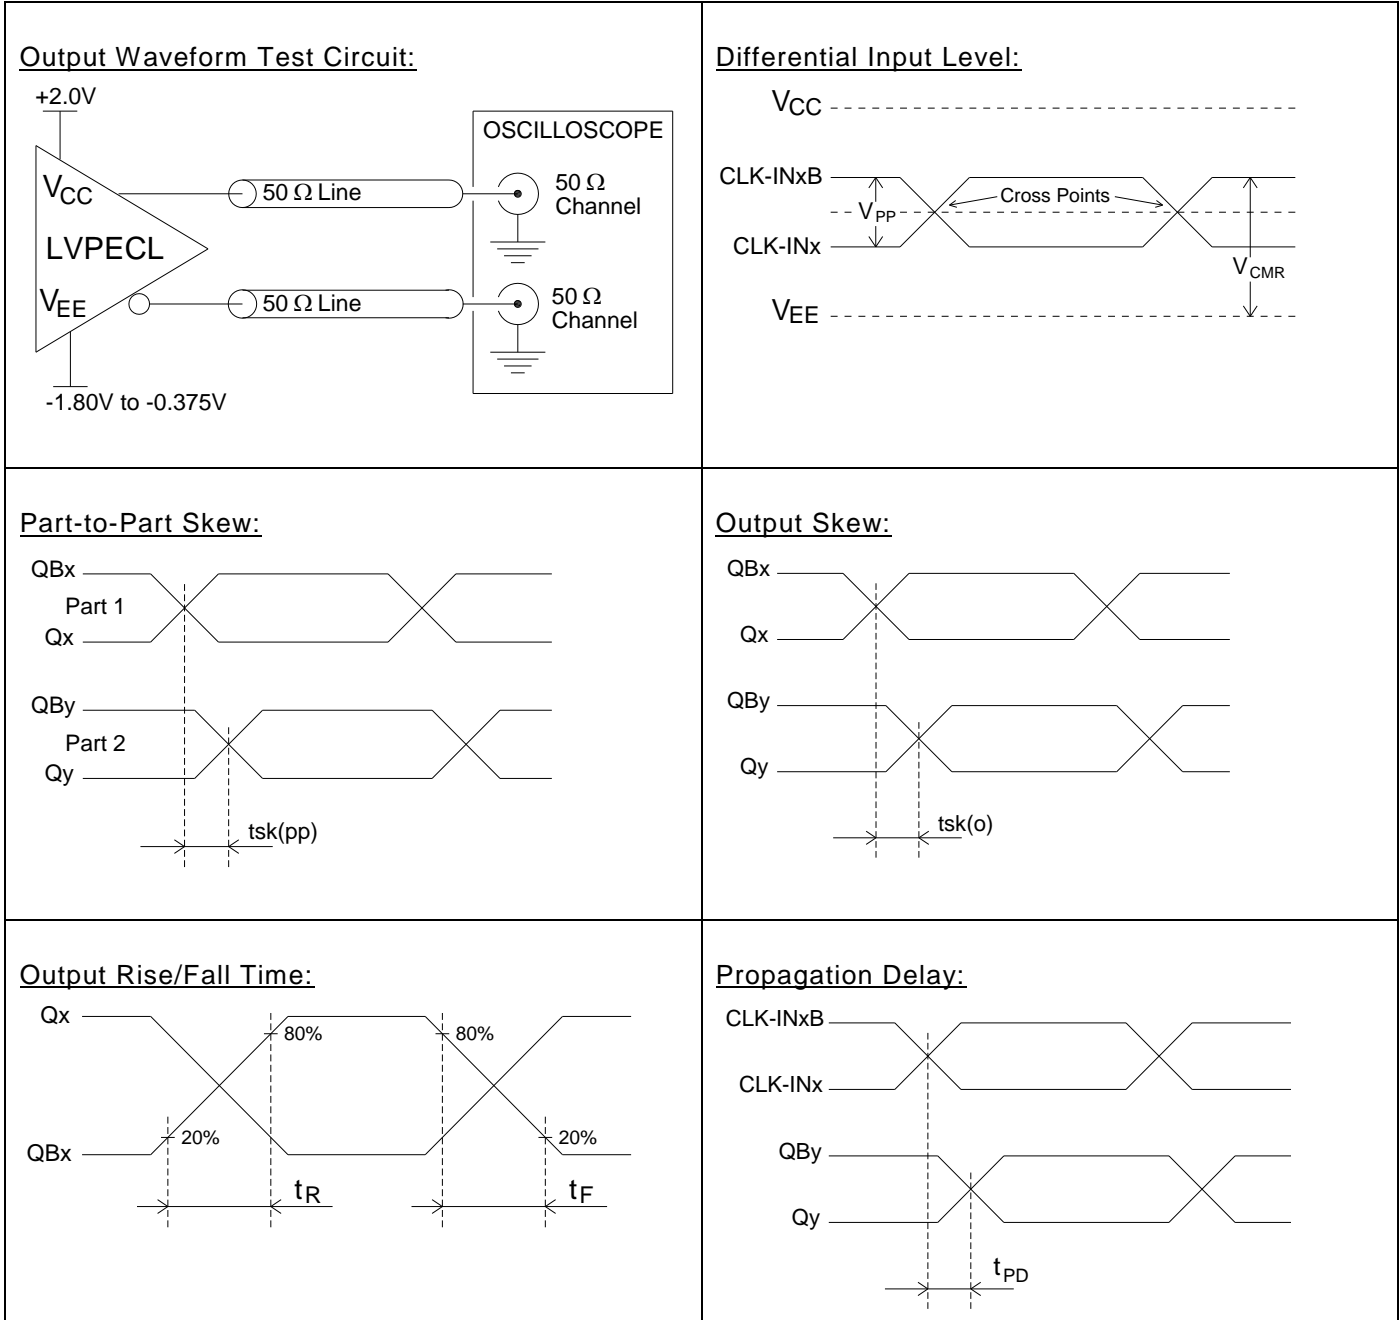 Output Waveform Test Circuit:
+2.0V
OSCILLOSCOPE
VCC
50 Ω Line
50 Ω
Channel
LVPECL
VEE
50 Ω Line
50 Ω
Channel
-1.80V to -0.375V
Differential Input Level:
VCC
CLK-INxB
Cross Points
VPP
CLK-INx
VCMR
VEE
Part-to-Part Skew:
QBx
Part 1
Qx
QBy
Part 2
Qy
tsk(pp)
Output Skew:
QBx
Qx
QBy
Qy
tsk(o)
Output Rise/Fall Time:
Qx
80%
80%
20%
20%
QBx
tR
tF
Propagation Delay:
CLK-INxB
CLK-INx
QBy
Qy
tPD